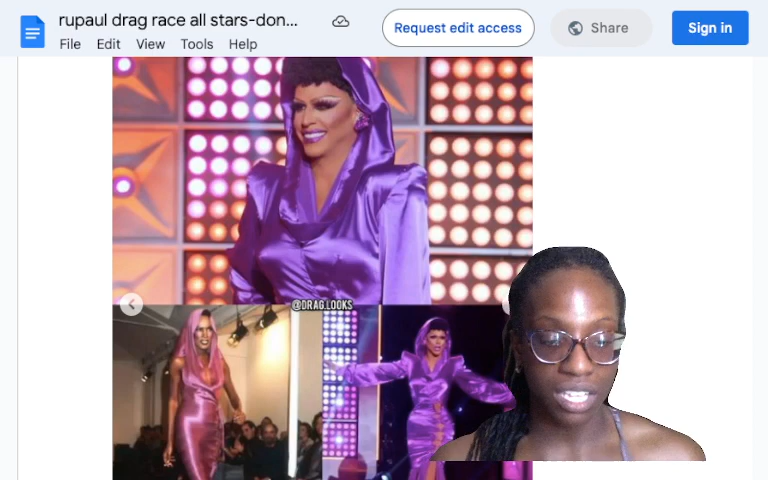 rupaul drag race all stars-don...
Request edit access
Share
Sign in
File Edit View Tools Help
@DRAG.LOOKS